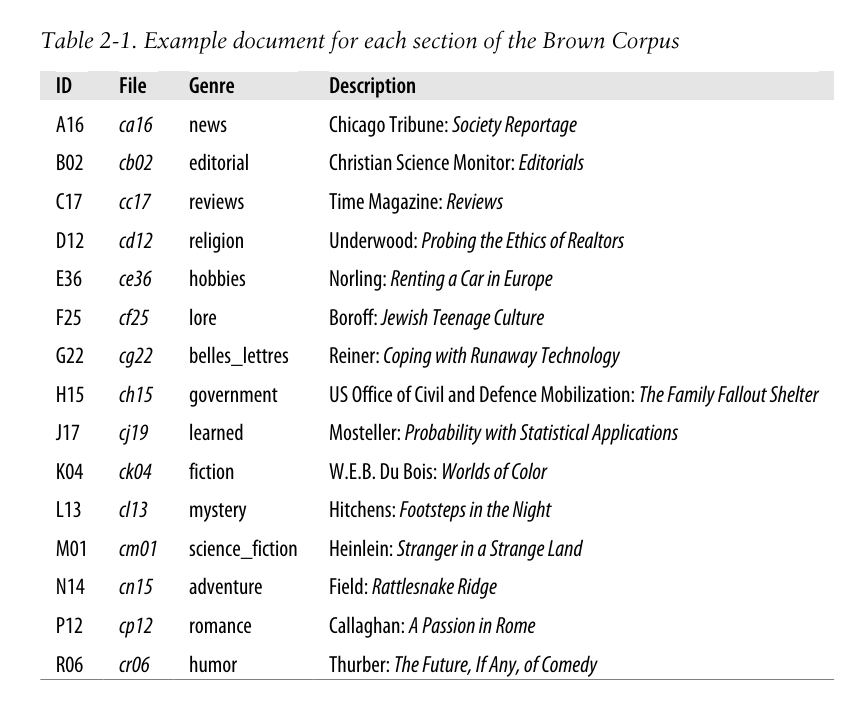 Table 2-1. Example document for each section of the Brown Corpus
ID File Genre Description
A16 ca16 news Chicago Tribune: Society Reportage
B02 cb02 editorial Christian Science Monitor: Editorials
C17 cc17 reviews Time Magazine: Reviews
D12 cd12 religion Underwood: Probing the Ethics of Realtors
E36 ce36 hobbies Norling: Renting a Car in Europe
F25 cf25 lore Boroff: Jewish Teenage Culture
G22 cg22 belles_lettres Reiner: Coping with Runaway Technology
H15 ch15 government US Office of Civil and Defence Mobilization: The Family Fallout Shelter
J17 cj19 learned Mosteller: Probability with Statistical Applications
K04 ck04 fiction W.E.B. Du Bois: Worlds of Color
L13 cl13 mystery Hitchens: Footsteps in the Night
M01 cm01 science_fiction Heinlein: Stranger in a Strange Land
N14 cn15 adventure Field: Rattlesnake Ridge
P12 cp12 romance Callaghan: A Passion in Rome
R06 cr06 humor Thurber: The Future, If Any, of Comedy